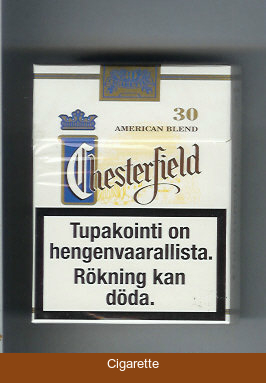 30
AMERICAN BLEND
Chesterfield
Tupakointi on
hengenvaarallista.
Rökning kan
döda.
Cigarette